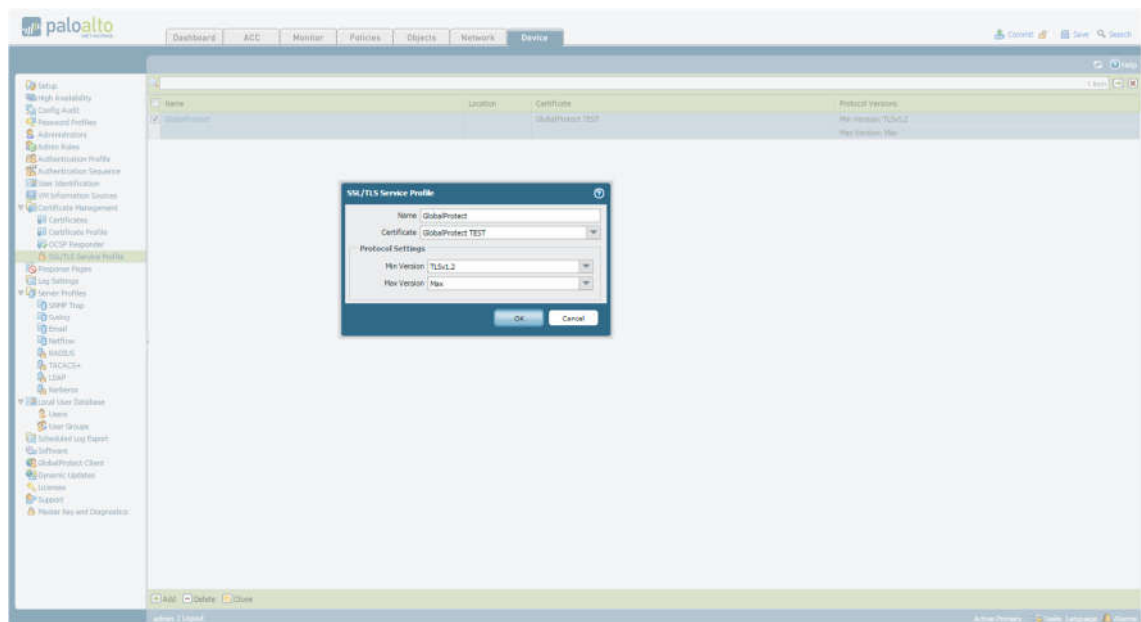 paloalto
NETWORKS
Dashboard ACC Monitor Policies Objects Network Device
Commit Save Search
Help
Setup
High Availability
Config Audit
Password Profiles
Administrators
Admin Roles
Authentication Profile
Authentication Sequence
User Identification
VM Information Sources
Certificate Management
Certificates
Certificate Profile
OCSP Responder
SSL/TLS Service Profile
Response Pages
Log Settings
Server Profiles
SNMP Trap
Syslog
Email
Netflow
RADIUS
TACACS+
LDAP
Kerberos
Local User Database
Users
User Groups
Scheduled Log Export
Software
GlobalProtect Client
Dynamic Updates
Licenses
Support
Master Key and Diagnostics
1 item
Name Location Certificate Protocol Versions
GlobalProtect GlobalProtect TEST Min Version: TLSv1.2
Max Version: Max
SSL/TLS Service Profile
Name GlobalProtect
Certificate GlobalProtect TEST
Protocol Settings
Min Version TLSv1.2
Max Version Max
OK Cancel
Add Delete Clone
admin | Logout
Active Primary Tasks Language Alarms